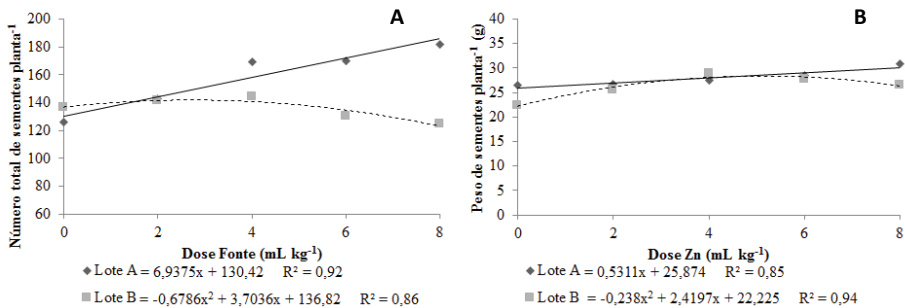 A
Número total de sementes planta⁻¹
200
180
160
140
120
100
80
60
0 2 4 6 8
Dose Fonte (mL kg⁻¹)
Lote A = 6,9375x + 130,42 R² = 0,92
Lote B = -0,6786x² + 3,7036x + 136,82 R² = 0,86
B
Peso de sementes planta⁻¹ (g)
40
35
30
25
20
15
10
5
0
0 2 4 6 8
Dose Zn (mL kg⁻¹)
Lote A = 0,5311x + 25,874 R² = 0,85
Lote B = -0,238x² + 2,4197x + 22,225 R² = 0,94